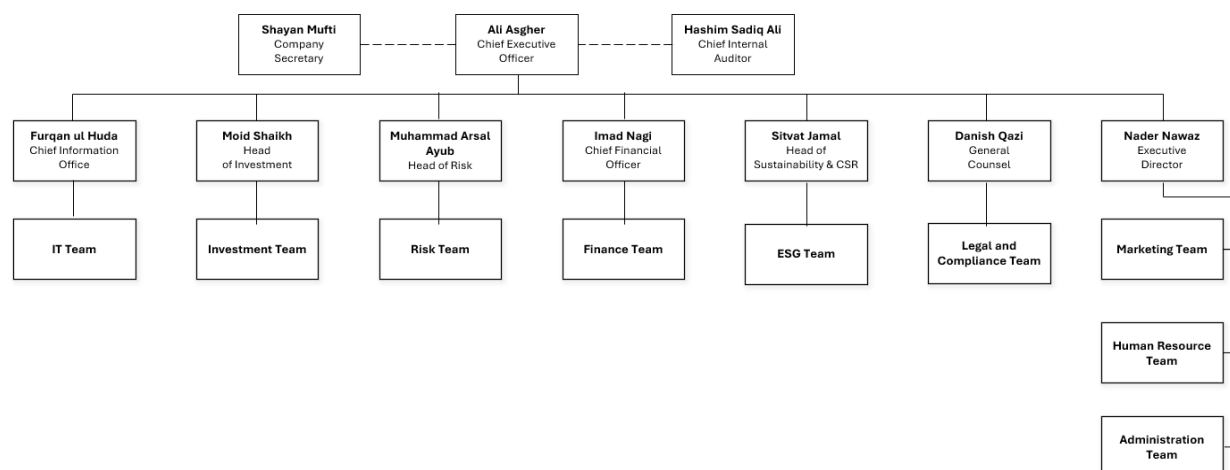 Shayan Mufti
Company
Secretary
Ali Asgher
Chief Executive
Officer
Hashim Sadiq Ali
Chief Internal
Auditor
Furqan ul Huda
Chief Information
Office
Moid Shaikh
Head
of Investment
Muhammad Arsal
Ayub
Head of Risk
Imad Nagi
Chief Financial
Officer
Sitvat Jamal
Head of
Sustainability & CSR
Danish Qazi
General
Counsel
Nader Nawaz
Executive
Director
IT Team
Investment Team
Risk Team
Finance Team
ESG Team
Legal and
Compliance Team
Marketing Team
Human Resource
Team
Administration
Team